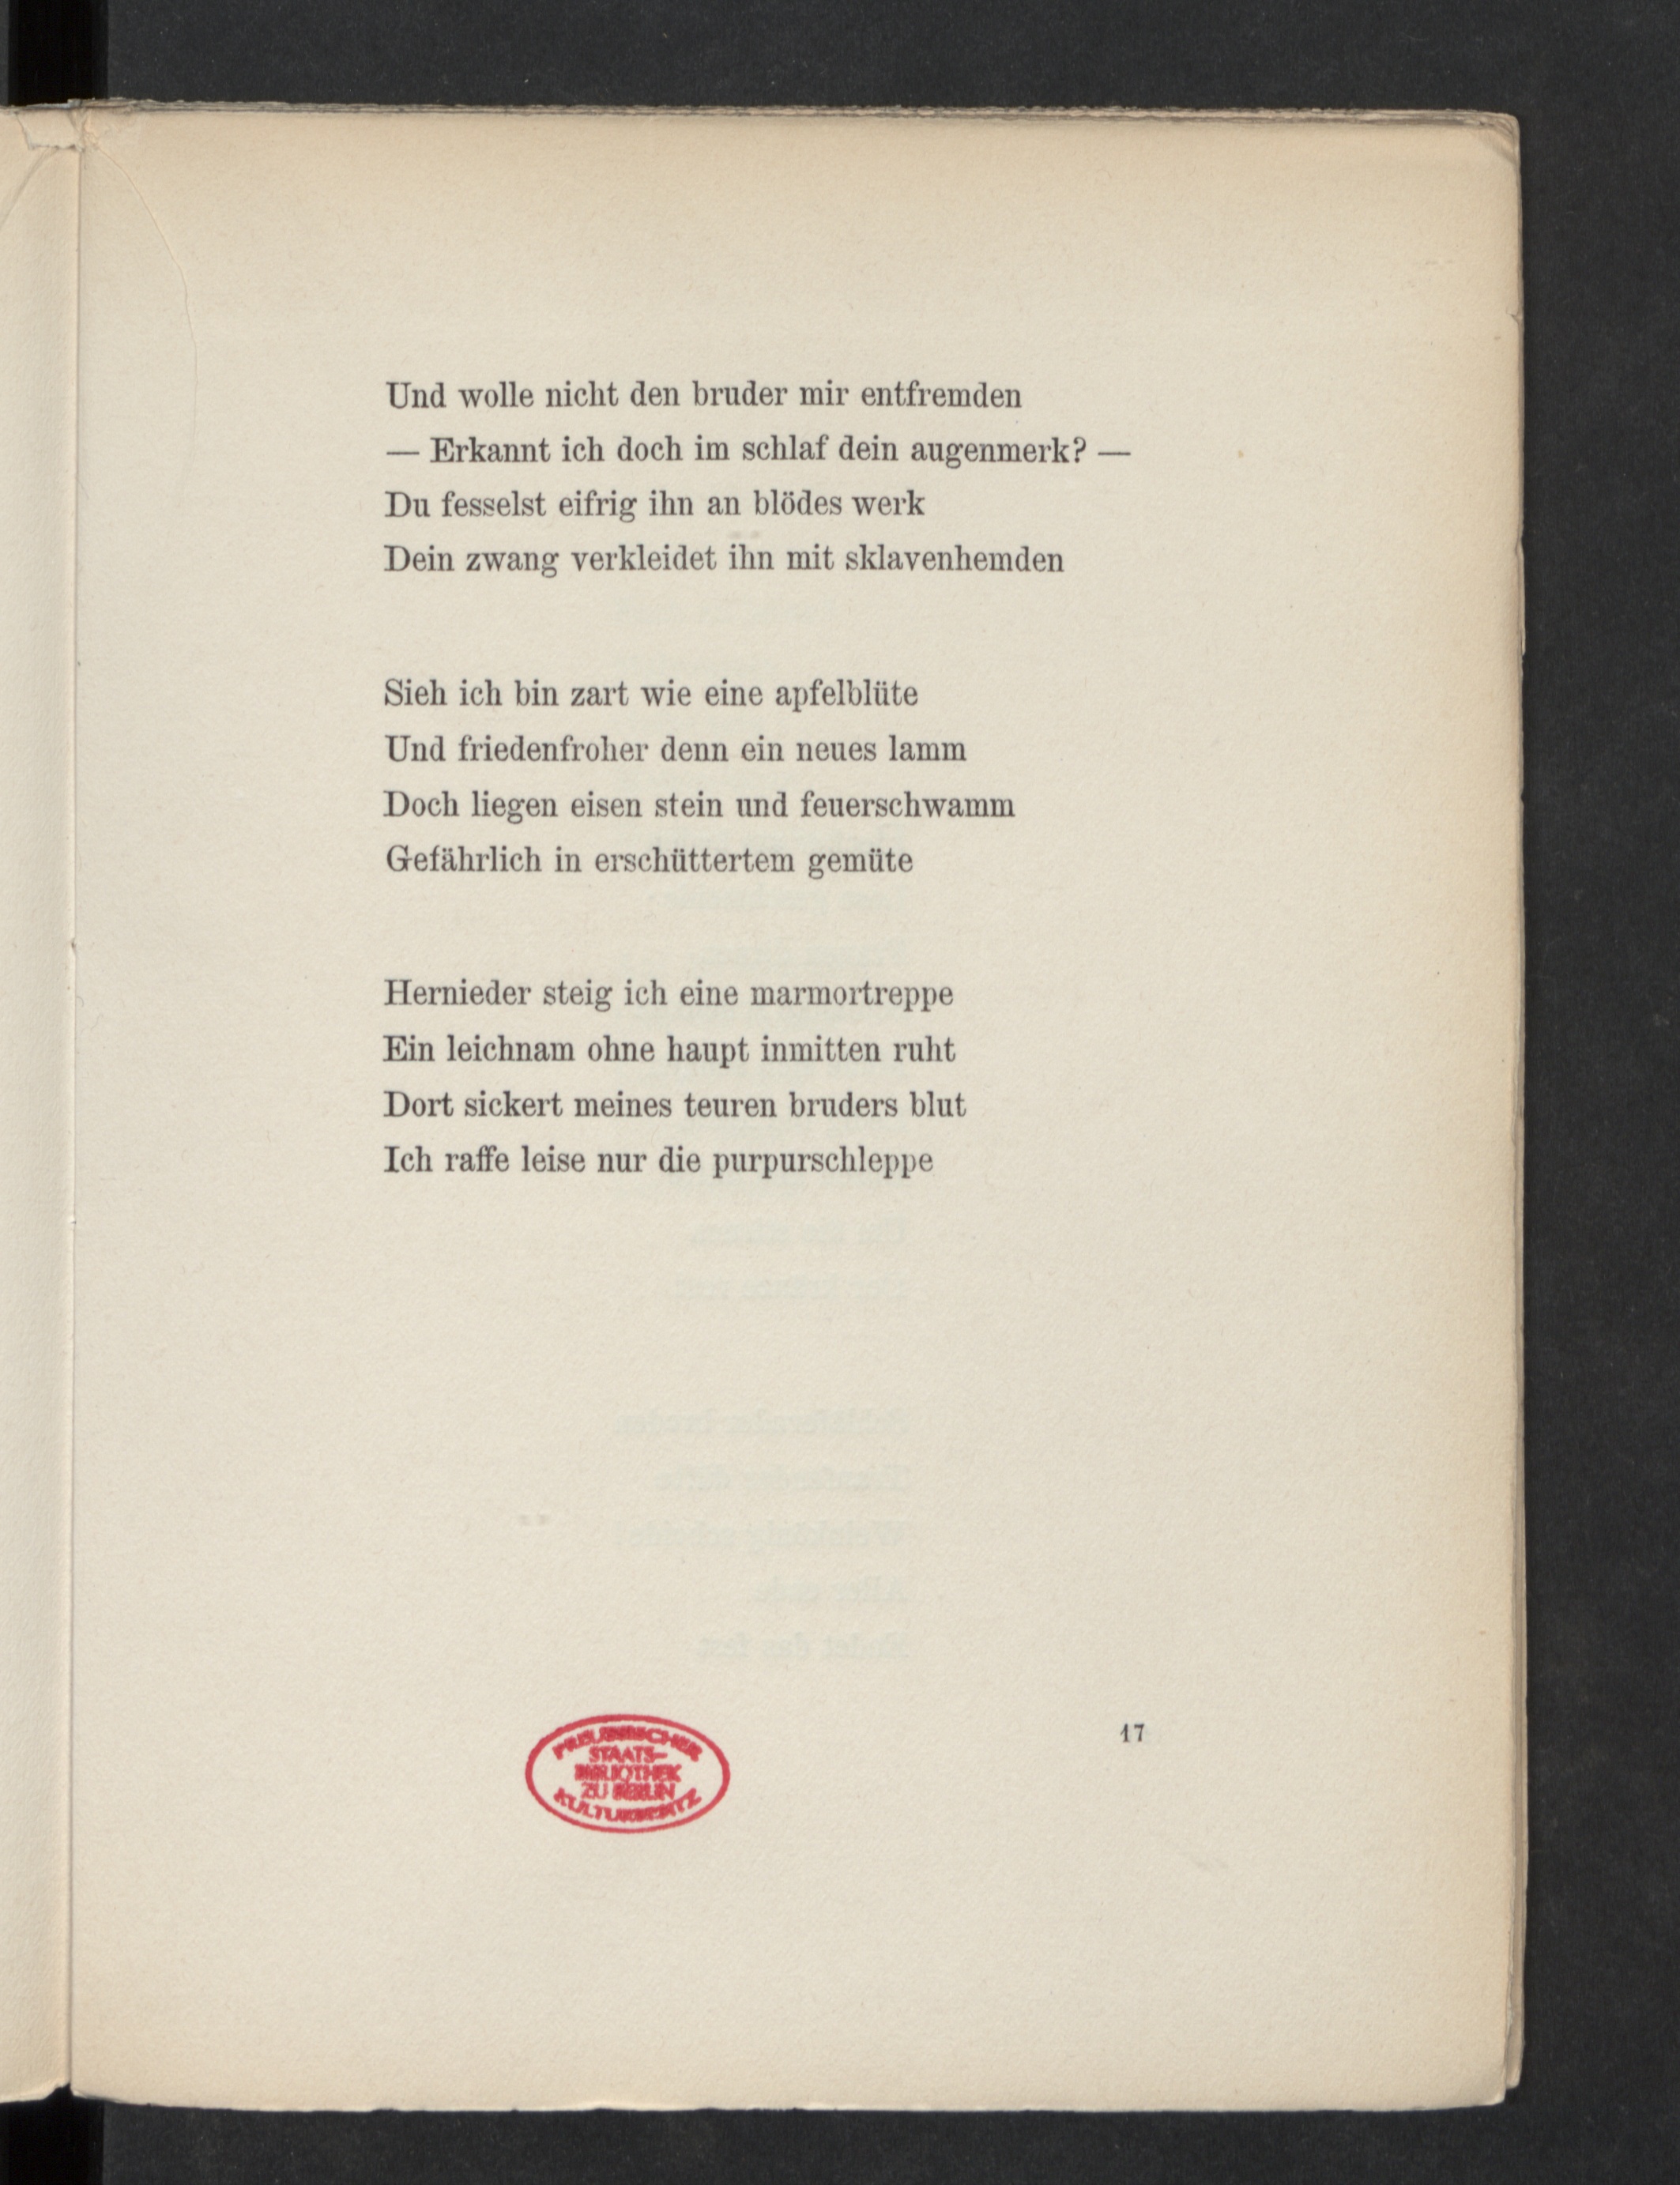 Und wolle nicht den bruder mir entfremden
— Erkannt ich doch im schlaf dein augenmerk? —
Du fesselst eifrig ihn an blödes werk
Dein zwang verkleidet ihn mit sklavenhemden
Sieh ich bin zart wie eine apfelblüte
Und friedenfroher denn ein neues lamm
Doch liegen eisen stein und feuerschwamm
Gefährlich in erschüttertem gemüte
Hernieder steig ich eine marmortreppe
Ein leichnam ohne haupt inmitten ruht
Dort sickert meines teuren bruders blut
Ich raffe leise nur die purpurschleppe
17
PREUSSISCHER
STAATS-
BIBLIOTHEK
ZU BERLIN
KULTURBESITZ